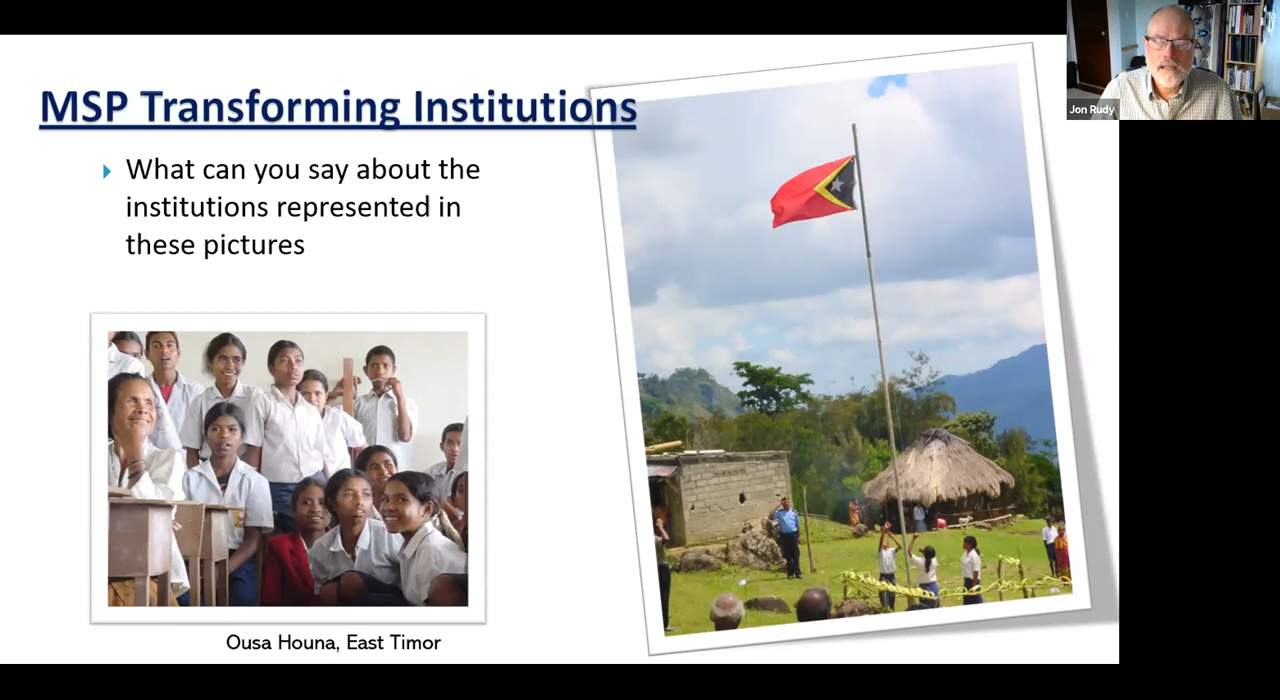 MSP Transforming Institutions
What can you say about the
institutions represented in
these pictures
Ousa Houna, East Timor
Jon Rudy